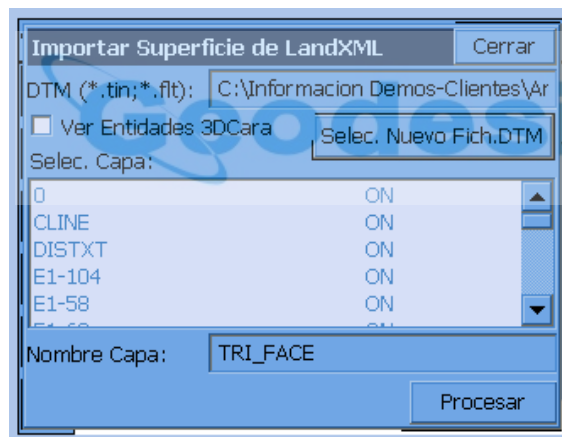 Importar Superficie de LandXML Cerrar
DTM (*.tin;*.flt): C:\Informacion Demos-Clientes\Ar
Ver Entidades 3DCara Selec. Nuevo Fich.DTM
Selec. Capa:
0 ON
CLINE ON
DISTXT ON
E1-104 ON
E1-58 ON
Nombre Capa: TRI_FACE
Procesar